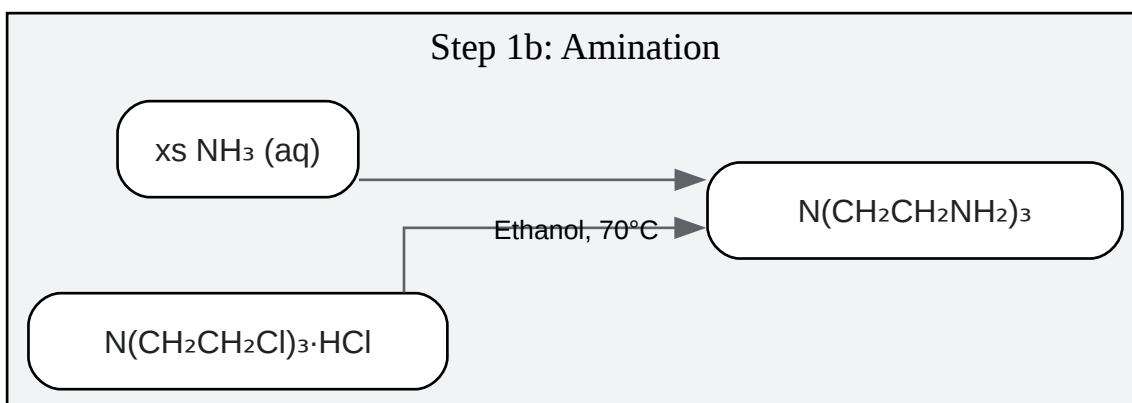 Step 1b: Amination
xs NH₃ (aq)
N(CH₂CH₂NH₂)₃
Ethanol, 70°C
N(CH₂CH₂Cl)₃·HCl